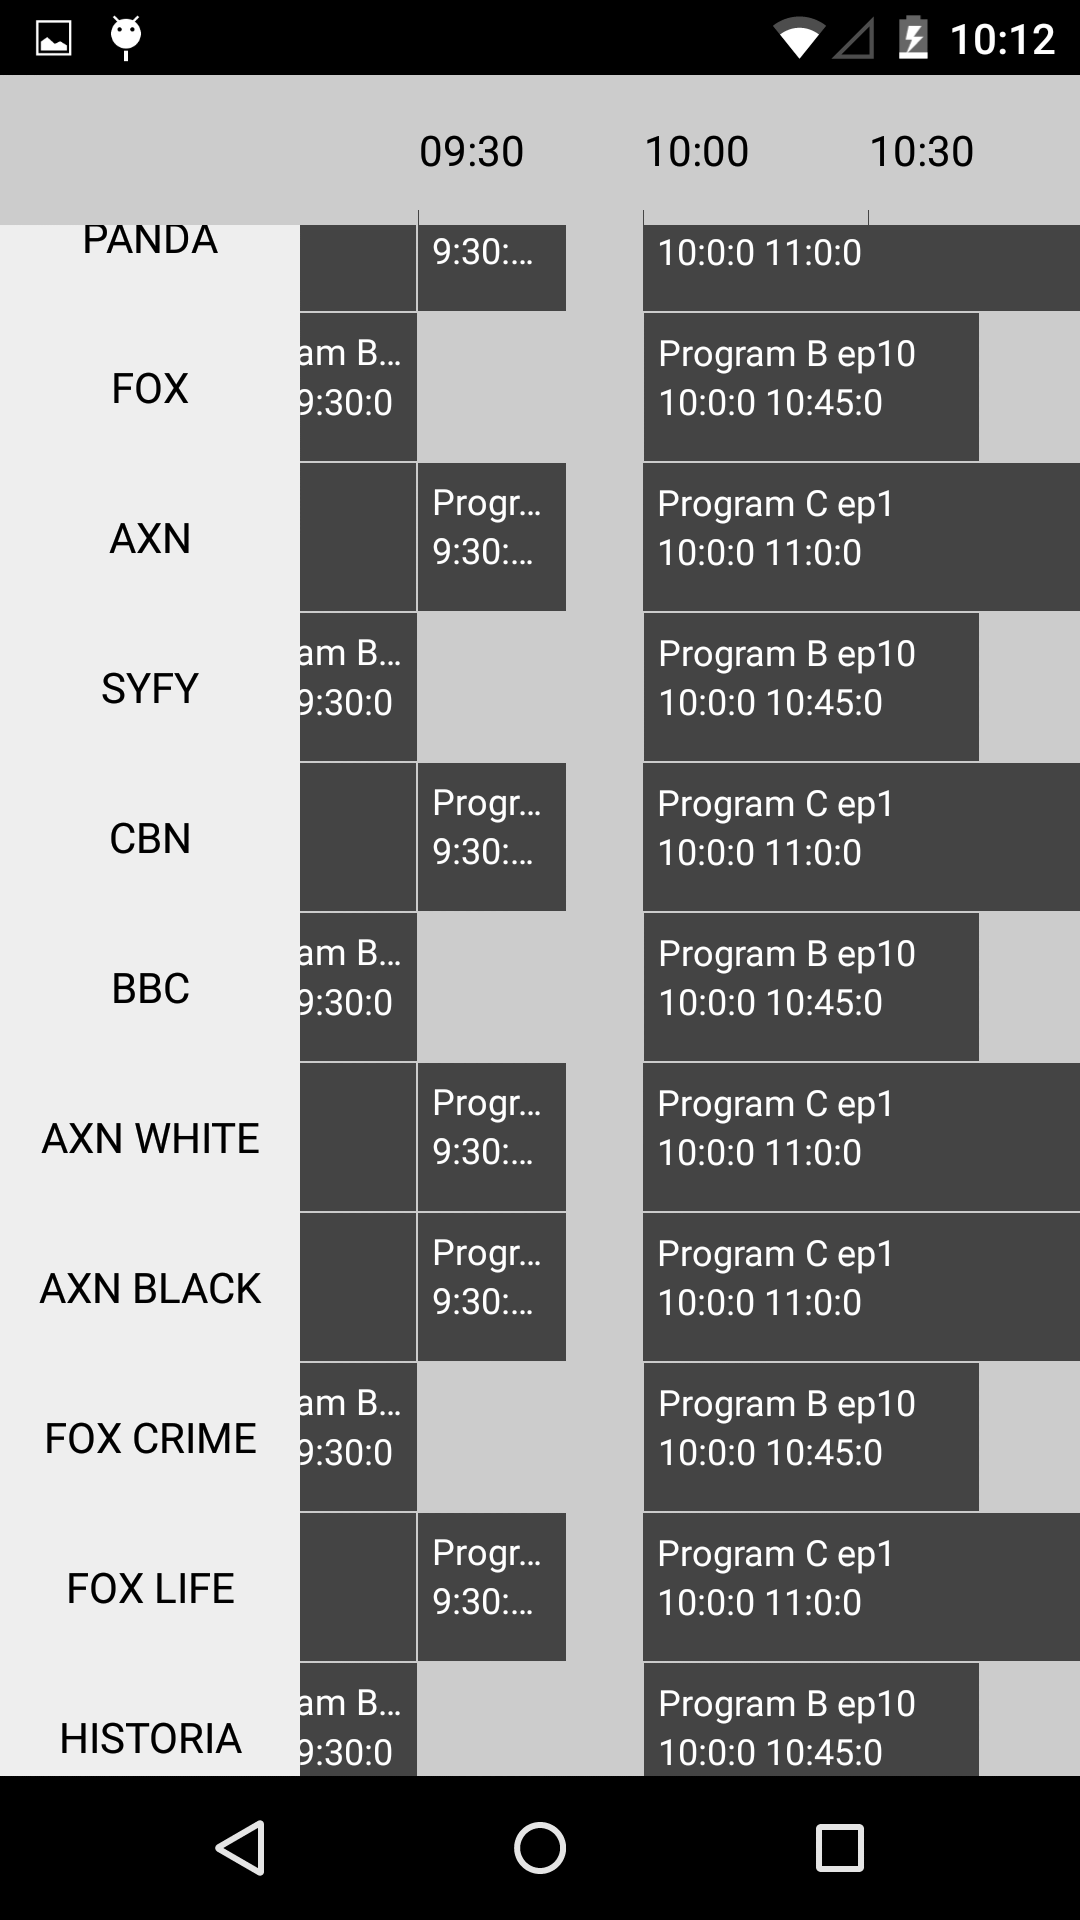 10:12
09:30 10:00 10:30
PANDA
9:30:...
10:0:0 11:0:0
FOX
am B...
9:30:0
Program B ep10
10:0:0 10:45:0
AXN
Progr...
9:30:...
Program C ep1
10:0:0 11:0:0
SYFY
am B...
9:30:0
Program B ep10
10:0:0 10:45:0
CBN
Progr...
9:30:...
Program C ep1
10:0:0 11:0:0
BBC
am B...
9:30:0
Program B ep10
10:0:0 10:45:0
AXN WHITE
Progr...
9:30:...
Program C ep1
10:0:0 11:0:0
AXN BLACK
Progr...
9:30:...
Program C ep1
10:0:0 11:0:0
FOX CRIME
am B...
9:30:0
Program B ep10
10:0:0 10:45:0
FOX LIFE
Progr...
9:30:...
Program C ep1
10:0:0 11:0:0
HISTORIA
am B...
9:30:0
Program B ep10
10:0:0 10:45:0